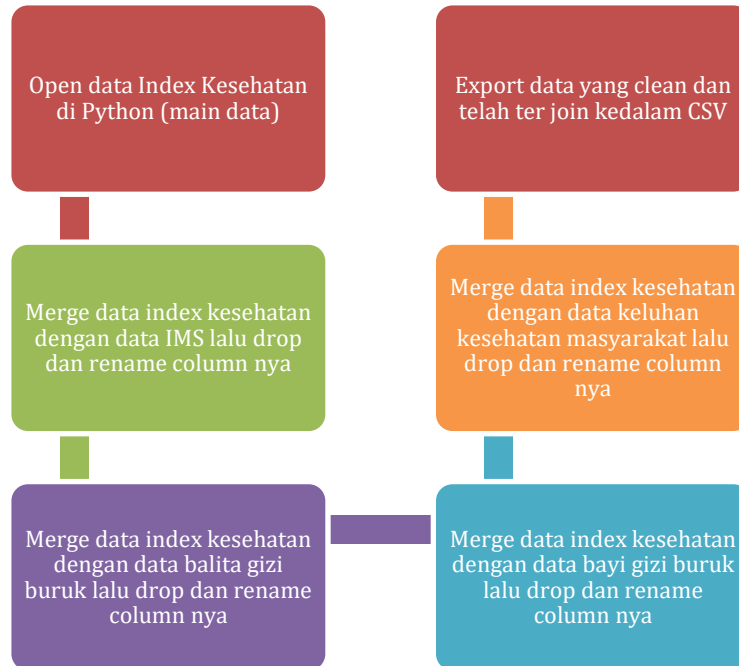 Open data Index Kesehatan
di Python (main data)
Merge data index kesehatan
dengan data IMS lalu drop
dan rename column nya
Merge data index kesehatan
dengan data balita gizi
buruk lalu drop dan rename
column nya
Merge data index kesehatan
dengan data bayi gizi buruk
lalu drop dan rename
column nya
Merge data index kesehatan
dengan data keluhan
kesehatan masyarakat lalu
drop dan rename column
nya
Export data yang clean dan
telah ter join kedalam CSV